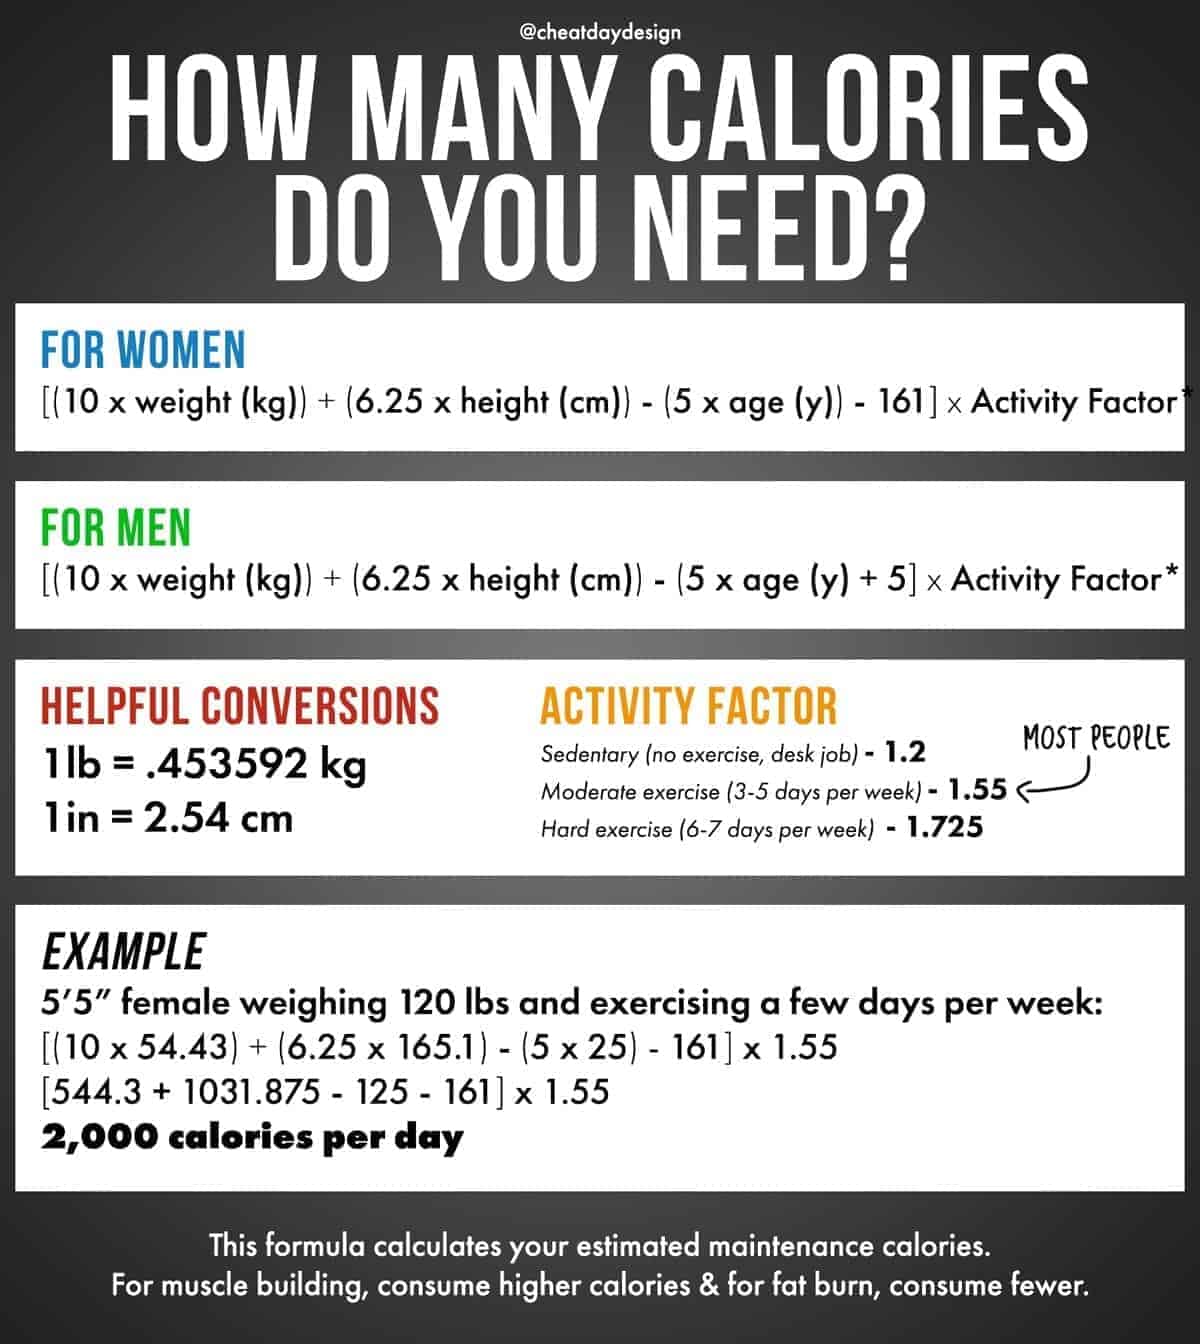 @cheatdaydesign
HOW MANY CALORIES
DO YOU NEED?
FOR WOMEN
[(10 x weight (kg)) + (6.25 x height (cm)) - (5 x age (y)) - 161] x Activity Factor*
FOR MEN
[(10 x weight (kg)) + (6.25 x height (cm)) - (5 x age (y) + 5] x Activity Factor*
HELPFUL CONVERSIONS
1 lb = .453592 kg
1 in = 2.54 cm
ACTIVITY FACTOR
MOST PEOPLE
Sedentary (no exercise, desk job) - 1.2
Moderate exercise (3-5 days per week) - 1.55
Hard exercise (6-7 days per week) - 1.725
EXAMPLE
5'5" female weighing 120 lbs and exercising a few days per week:
[(10 x 54.43) + (6.25 x 165.1) - (5 x 25) - 161] x 1.55
[544.3 + 1031.875 - 125 - 161] x 1.55
2,000 calories per day
This formula calculates your estimated maintenance calories.
For muscle building, consume higher calories & for fat burn, consume fewer.